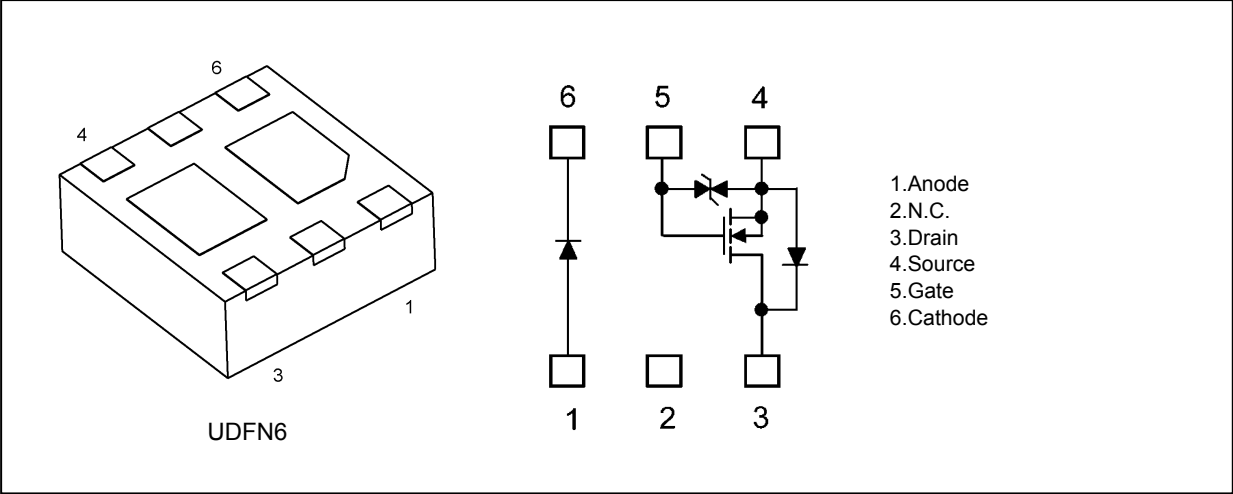 6
4
1
3
UDFN6
6 5 4
1 2 3
1.Anode
2.N.C.
3.Drain
4.Source
5.Gate
6.Cathode